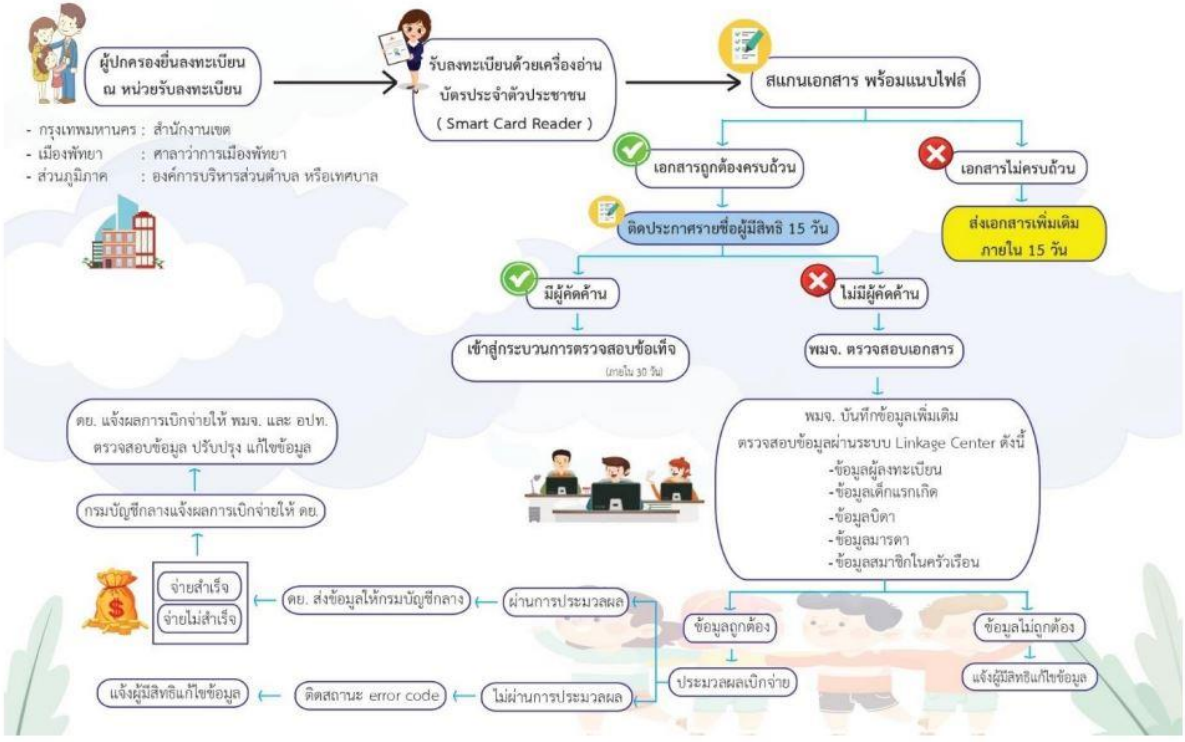 ผู้ปกครองยื่นลงทะเบียน
ณ หน่วยรับลงทะเบียน
รับลงทะเบียนด้วยเครื่องอ่าน
บัตรประจำตัวประชาชน
( Smart Card Reader )
สแกนเอกสาร พร้อมแนบไฟล์
- กรุงเทพมหานคร : สำนักงานเขต
- เมืองพัทยา : ศาลาว่าการเมืองพัทยา
- ส่วนภูมิภาค : องค์การบริหารส่วนตำบล หรือเทศบาล
เอกสารถูกต้องครบถ้วน
เอกสารไม่ครบถ้วน
ติดประกาศรายชื่อผู้มีสิทธิ 15 วัน
ส่งเอกสารเพิ่มเติม
ภายใน 15 วัน
มีผู้คัดค้าน
ไม่มีผู้คัดค้าน
เข้าสู่กระบวนการตรวจสอบข้อเท็จ
(ภายใน 30 วัน)
พมจ. ตรวจสอบเอกสาร
พมจ. บันทึกข้อมูลเพิ่มเติม
ตรวจสอบข้อมูลผ่านระบบ Linkage Center ดังนี้
-ข้อมูลผู้ลงทะเบียน
-ข้อมูลเด็กแรกเกิด
-ข้อมูลบิดา
-ข้อมูลมารดา
-ข้อมูลสมาชิกในครัวเรือน
ข้อมูลถูกต้อง
ข้อมูลไม่ถูกต้อง
ประมวลผลเบิกจ่าย
แจ้งผู้มีสิทธิแก้ไขข้อมูล
ผ่านการประมวลผล
ดย. ส่งข้อมูลให้กรมบัญชีกลาง
จ่ายสำเร็จ
จ่ายไม่สำเร็จ
กรมบัญชีกลางแจ้งผลการเบิกจ่ายให้ ดย.
ดย. แจ้งผลการเบิกจ่ายให้ พมจ. และ อปท.
ตรวจสอบข้อมูล ปรับปรุง แก้ไขข้อมูล
ไม่ผ่านการประมวลผล
ติดสถานะ error code
แจ้งผู้มีสิทธิแก้ไขข้อมูล